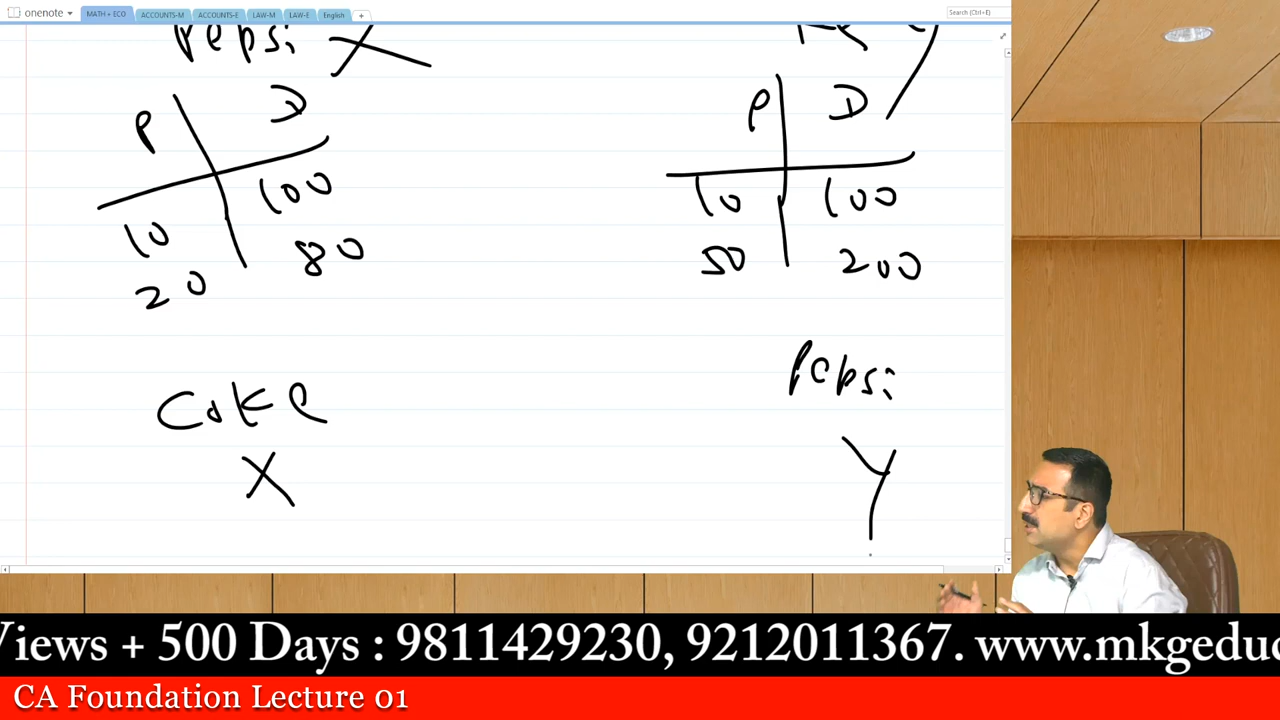 onenote
MATH + ECO ACCOUNTS-M ACCOUNTS-E LAW-M LAW-E English +
Search (Ctrl+E)
Pepsi X
Y
P D
10 100
20 80
P D
10 100
50 200
Coke
X
Pepsi
Y
Views + 500 Days : 9811429230, 9212011367. www.mkgeduc
CA Foundation Lecture 01